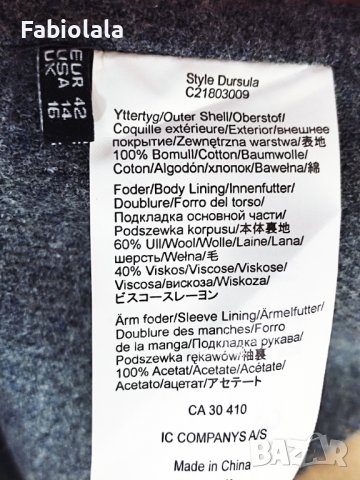 Fabiolala
EUR 42
USA 14
UK 16
Style Dursula
C21803009
Yttertyg/Outer Shell/Oberstof/
Coquille extérieure/Exterior/внешнее
покрытие/Zewnętrzna warstwa/表地
100% Bomull/Cotton/Baumwolle/
Coton/Algodón/хлопок/Bawełna/綿
Foder/Body Lining/Innenfutter/
Doublure/Forro del torso/
Подкладка основной части/
Podszewka korpusu/本体裏地
60% Ull/Wool/Wolle/Laine/Lana/
шерсть/Wełna/毛
40% Viskos/Viscose/Viskose/
Viscosa/вискоза/Wiskoza/
ビスコースレーヨン
Ärm foder/Sleeve Lining/Ärmelfutter/
Doublure des manches/Forro
de la manga/Подкладка рукава/
Podszewka rękawów/袖裏
100% Acetat/Acetate/Acétate/
Acetato/ацетат/アセテート
CA 30 410
IC COMPANYS A/S
Made in China
BAZAR